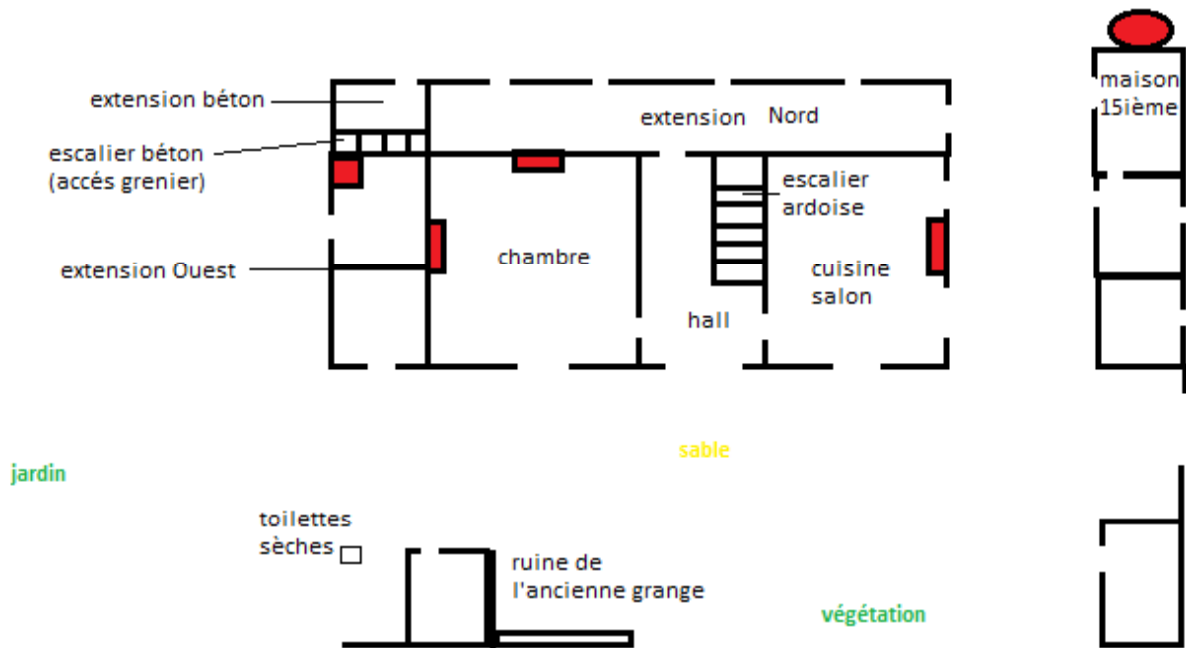 maison
15ième
extension béton
extension Nord
escalier béton
(accés grenier)
escalier
ardoise
chambre
extension Ouest
cuisine
salon
hall
sable
jardin
toilettes
sèches
ruine de
l'ancienne grange
végétation